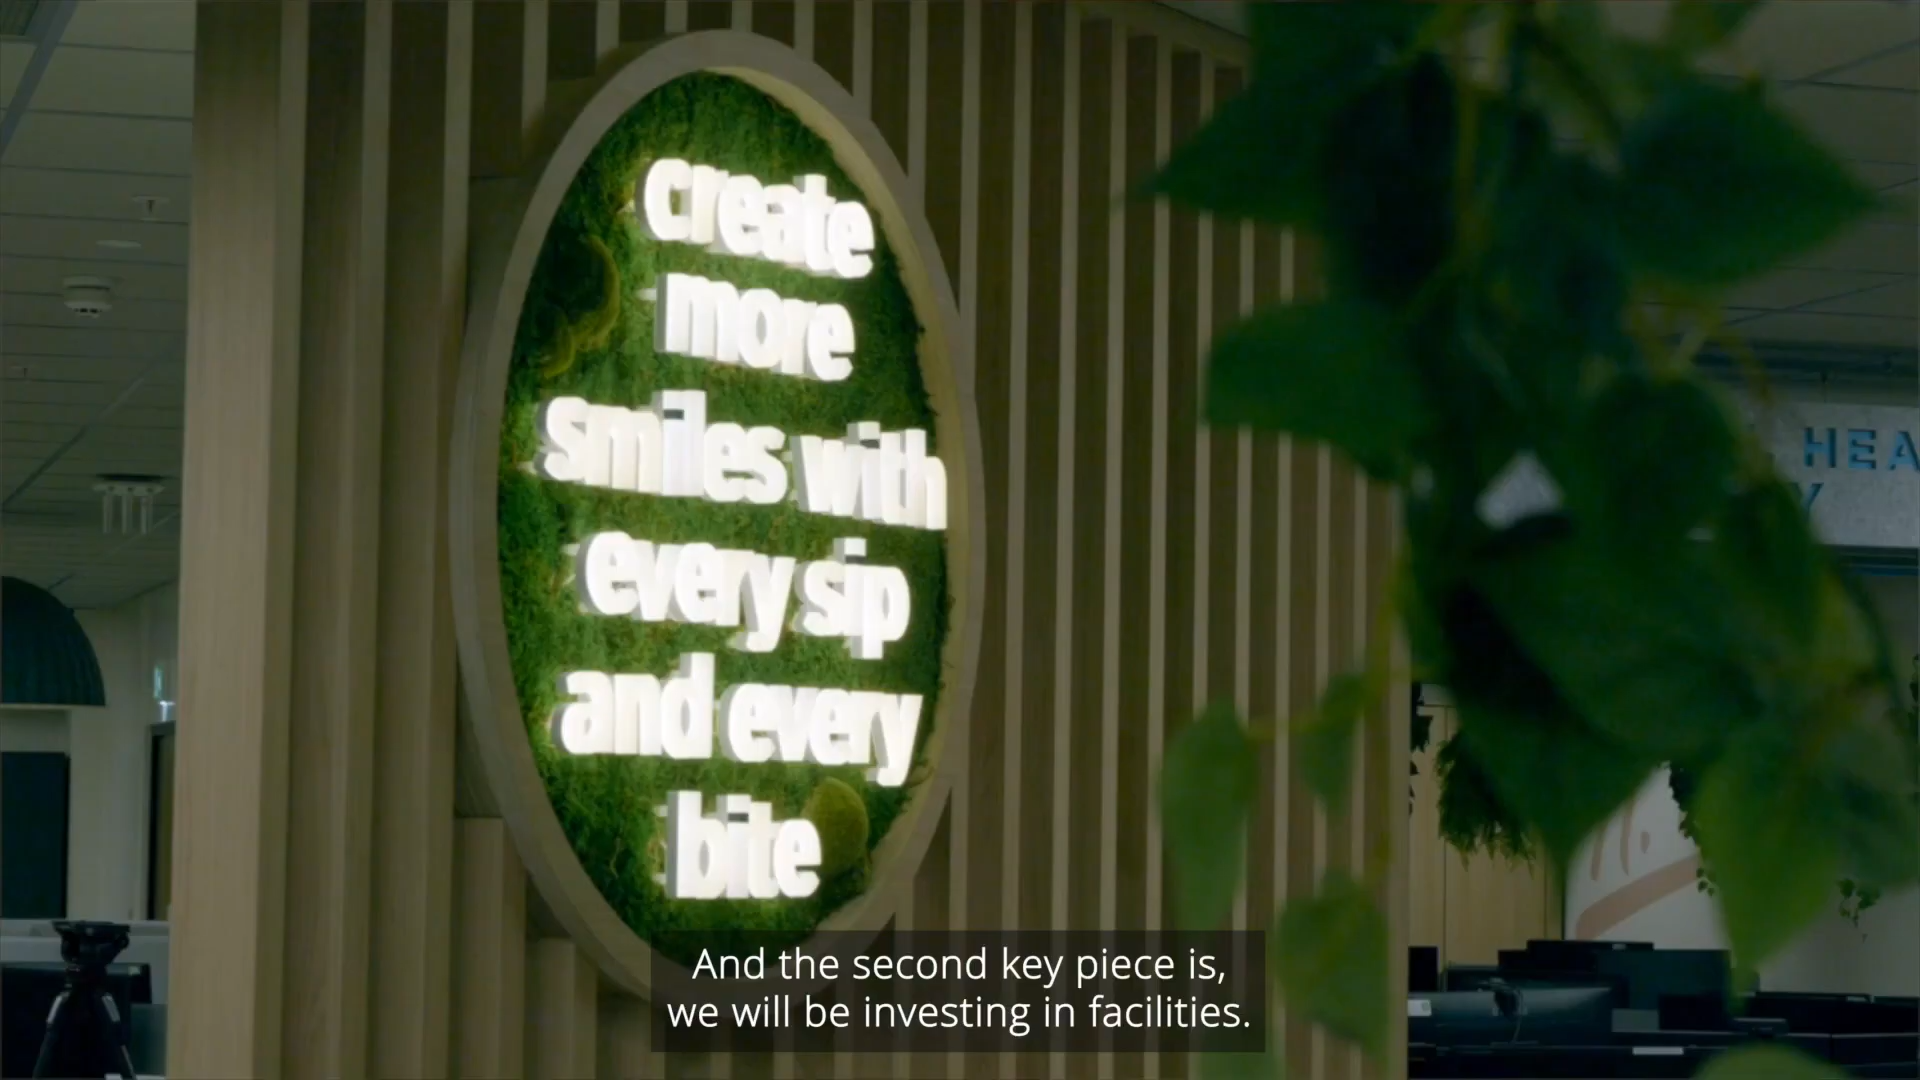 create
more
smiles with
every sip
and every
bite
HEA
Y
And the second key piece is,
we will be investing in facilities.